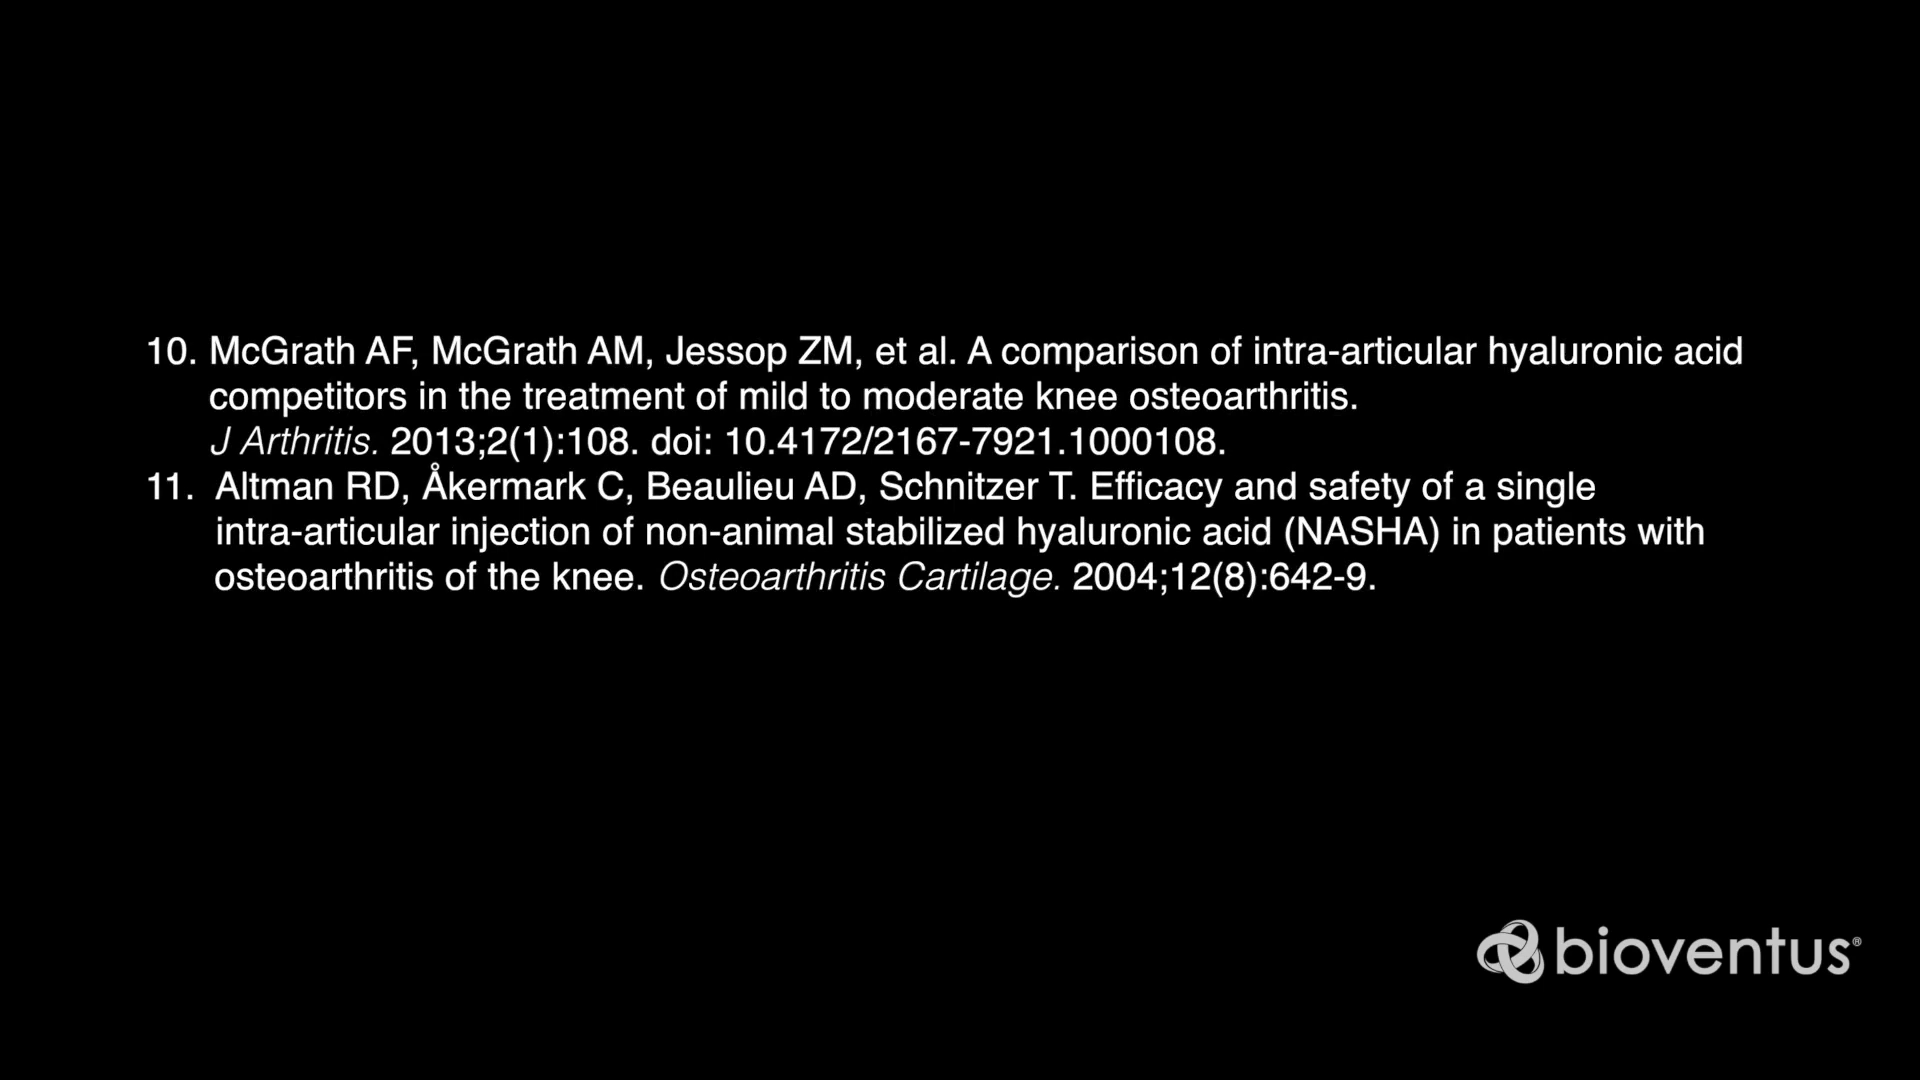 10. McGrath AF, McGrath AM, Jessop ZM, et al. A comparison of intra-articular hyaluronic acid
competitors in the treatment of mild to moderate knee osteoarthritis.
J Arthritis. 2013;2(1):108. doi: 10.4172/2167-7921.1000108.
11. Altman RD, Åkermark C, Beaulieu AD, Schnitzer T. Efficacy and safety of a single
intra-articular injection of non-animal stabilized hyaluronic acid (NASHA) in patients with
osteoarthritis of the knee. Osteoarthritis Cartilage. 2004;12(8):642-9.
bioventus®